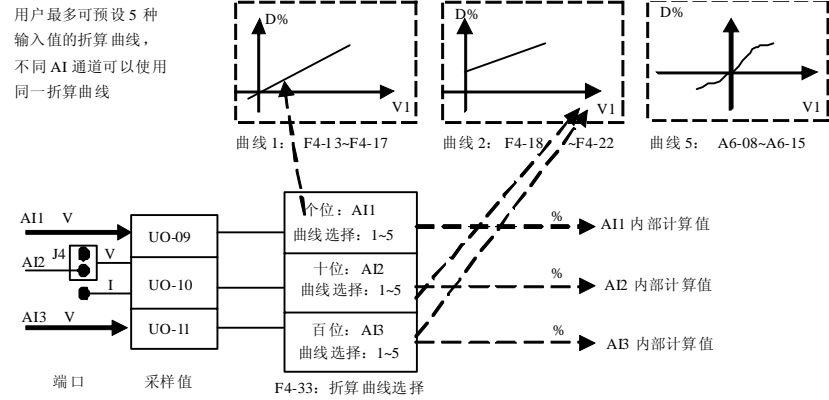 用户最多可预设 5 种
输入值的折算曲线，
不同 AI 通道可以使用
同一折算曲线
D%
V1
D%
V1
D%
V1
曲线 1： F4-13~F4-17
曲线 2： F4-18 ~F4-22
曲线 5： A6-08~A6-15
AI1 V
J4
AI2
V
I
AI3 V
UO-09
UO-10
UO-11
个位：AI1
曲线选择：1~5
十位：AI2
曲线选择：1~5
百位：AI3
曲线选择：1~5
%
AI1 内部计算值
%
AI2 内部计算值
%
AI3 内部计算值
端口
采样值
F4-33：折算曲线选择